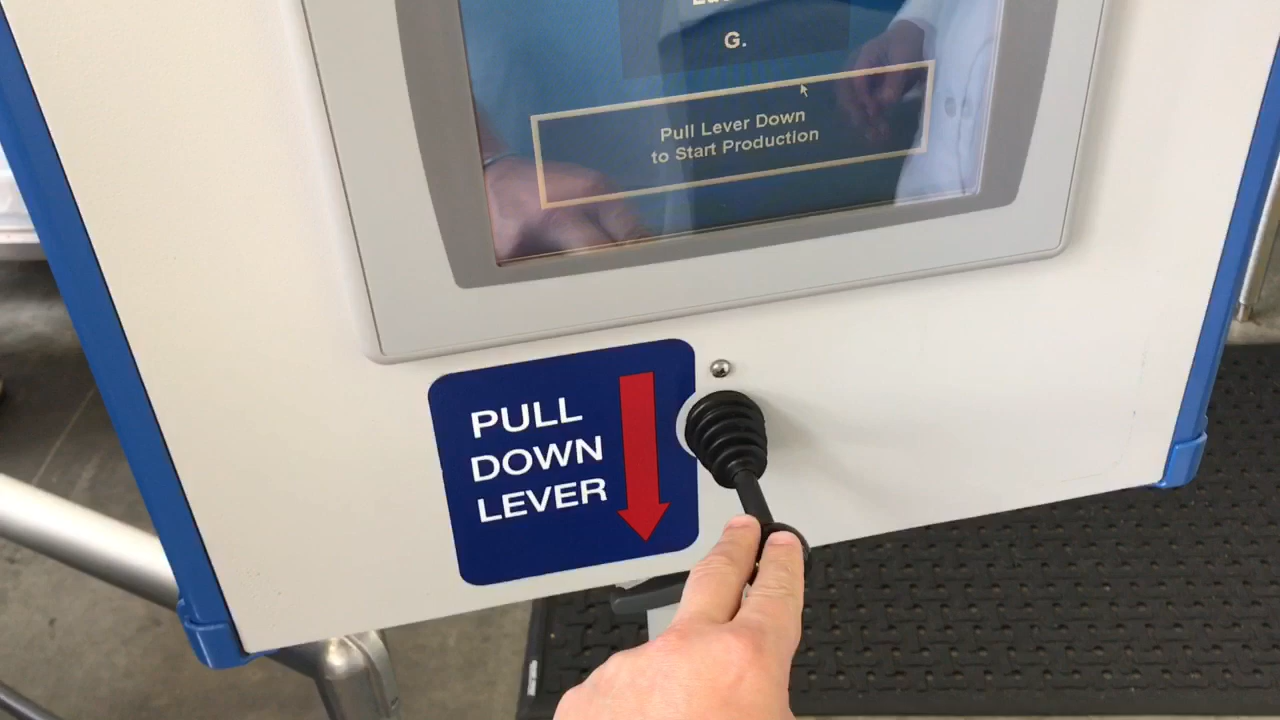 G.
Pull Lever Down
to Start Production
PULL
DOWN
LEVER